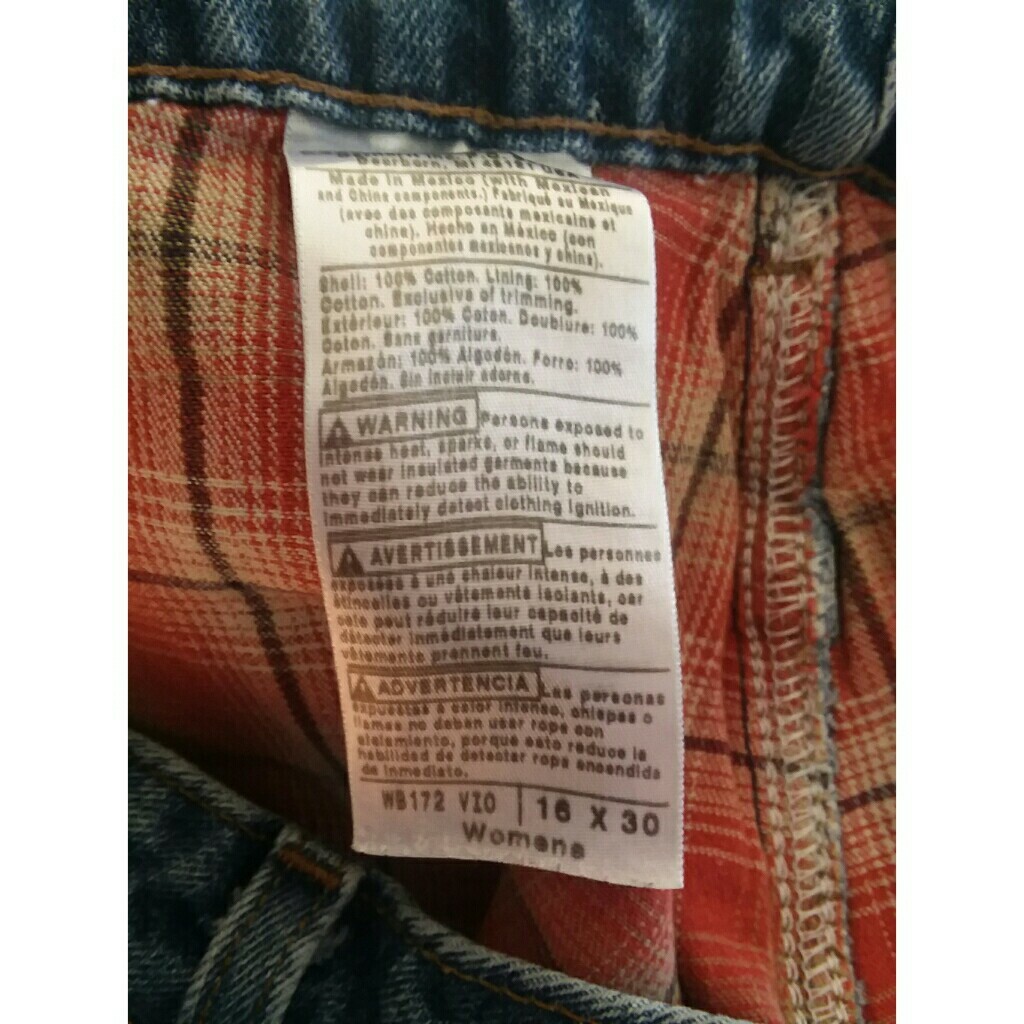 Dearborn, MI 48121 USA
Made in Mexico (with Mexican
and China components.) Fabriqué au Mexique
(avec des composants mexicains et
chine). Hecho en México (con
componentes mexicanos y china).
Shell: 100% Cotton. Lining: 100%
Cotton. Exclusive of trimming.
Extérieur: 100% Coton. Doublure: 100%
Coton. Sans garniture.
Armazón: 100% Algodón. Forro: 100%
Algodón. Sin incluir adorno.
WARNING Persons exposed to
intense heat, sparks, or flame should
not wear insulated garments because
they can reduce the ability to
immediately detect clothing ignition.
AVERTISSEMENT Les personnes
exposées à une chaleur intense, à des
étincelles ou vêtements isolants, car
cela peut réduire leur capacité de
détecter immédiatement que leurs
vêtements prennent feu.
ADVERTENCIA Las personas
expuestas a calor intenso, chispas o
llamas no deben usar ropa con
aislamiento, porque esto reduce la
habilidad de detectar ropa encendida
de inmediato.
WB172 VIO 16 X 30
Womens